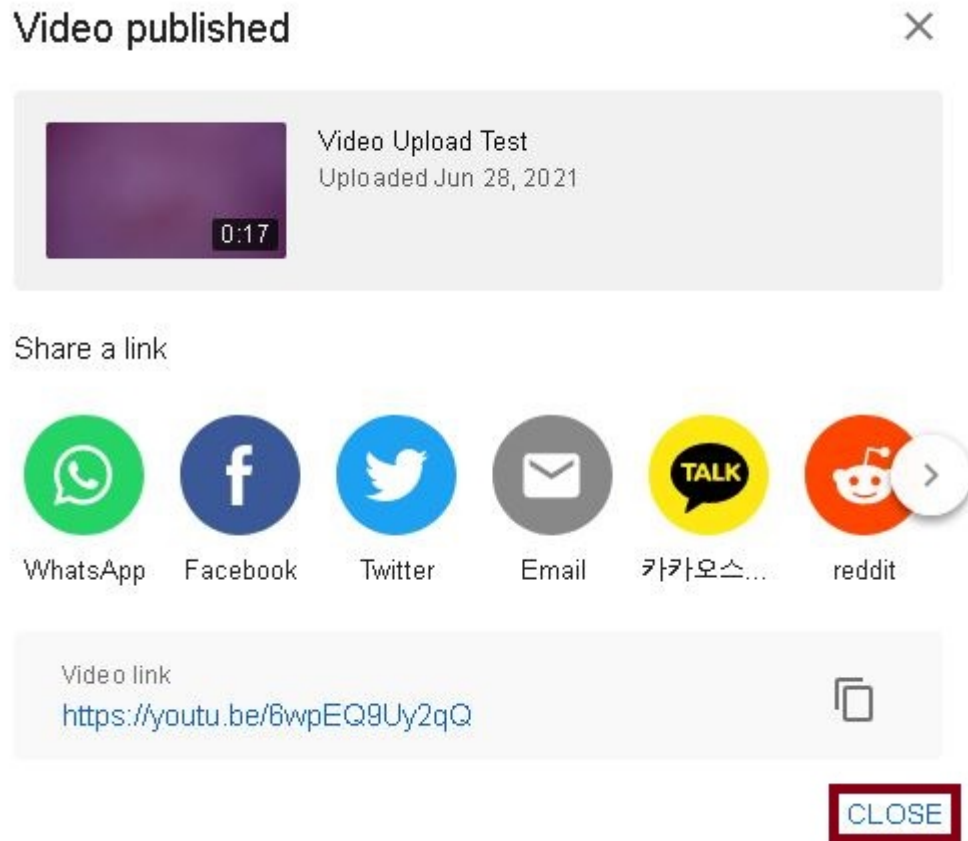 Video published
Video Upload Test
Uploaded Jun 28, 2021
0:17
Share a link
TALK
WhatsApp
Facebook
Twitter
Email
카카오스...
reddit
Video link
https://youtu.be/6wpEQ9Uy2qQ
CLOSE